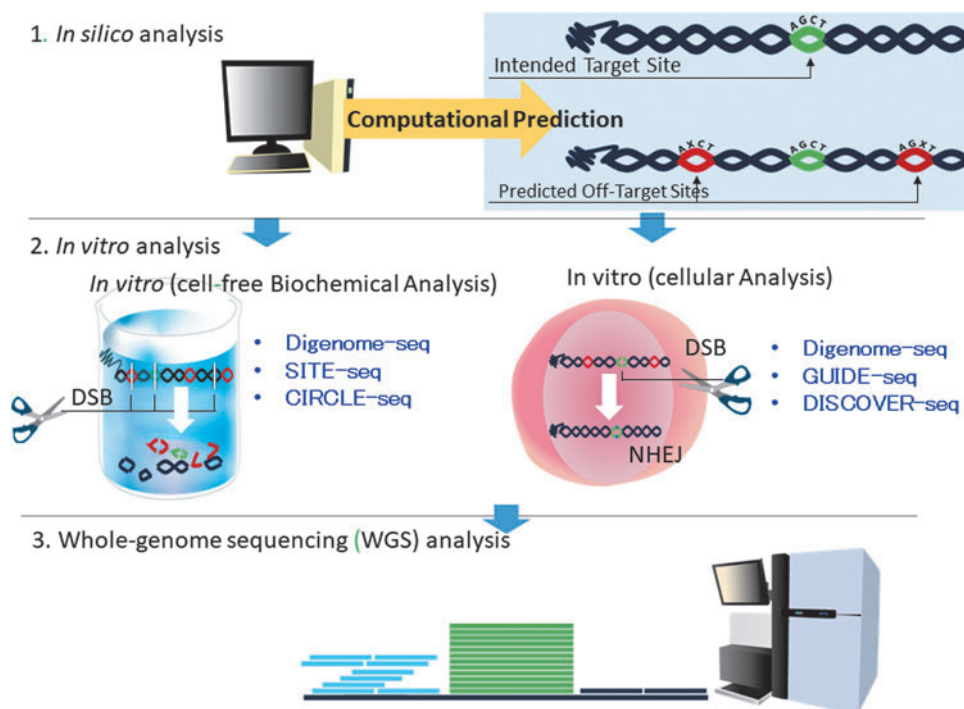 1. In silico analysis
AGCT
Intended Target Site
Computational Prediction
AXCT AGCT AGXT
Predicted Off-Target Sites
2. In vitro analysis
In vitro (cell-free Biochemical Analysis)
DSB
• Digenome-seq
• SITE-seq
• CIRCLE-seq
In vitro (cellular Analysis)
DSB
NHEJ
• Digenome-seq
• GUIDE-seq
• DISCOVER-seq
3. Whole-genome sequencing (WGS) analysis